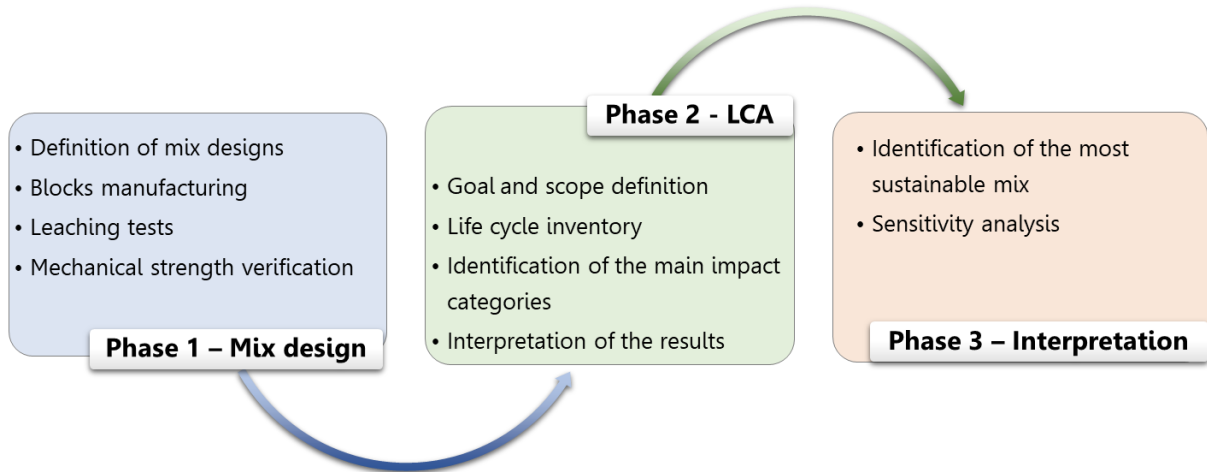 • Definition of mix designs
• Blocks manufacturing
• Leaching tests
• Mechanical strength verification
Phase 1 – Mix design
Phase 2 - LCA
• Goal and scope definition
• Life cycle inventory
• Identification of the main impact
categories
• Interpretation of the results
• Identification of the most
sustainable mix
• Sensitivity analysis
Phase 3 – Interpretation